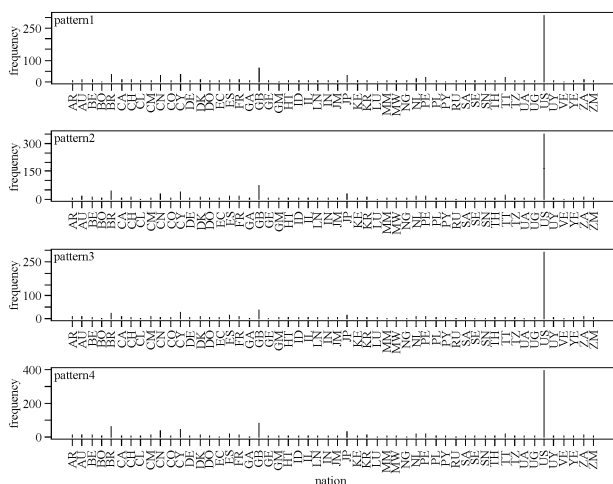 pattern1
frequency
250
100
0
AR AU BE BO BR CA CH CL CM CN CO CY DE DK DO EC ES FR GA GB GE GM HT ID IL LN IN JM JP KE KR LU MM MW NG NL PE PL PY RU SA SE SN TH TT TZ UA UG US UY VE YE ZA ZM
pattern2
frequency
300
150
0
AR AU BE BO BR CA CH CL CM CN CO CY DE DK DO EC ES FR GA GB GE GM HT ID IL LN IN JM JP KE KR LU MM MW NG NL PE PL PY RU SA SE SN TH TT TZ UA UG US UY VE YE ZA ZM
pattern3
frequency
250
100
0
AR AU BE BO BR CA CH CL CM CN CO CY DE DK DO EC ES FR GA GB GE GM HT ID IL LN IN JM JP KE KR LU MM MW NG NL PE PL PY RU SA SE SN TH TT TZ UA UG US UY VE YE ZA ZM
pattern4
frequency
400
200
0
AR AU BE BO BR CA CH CL CM CN CO CY DE DK DO EC ES FR GA GB GE GM HT ID IL LN IN JM JP KE KR LU MM MW NG NL PE PL PY RU SA SE SN TH TT TZ UA UG US UY VE YE ZA ZM
nation